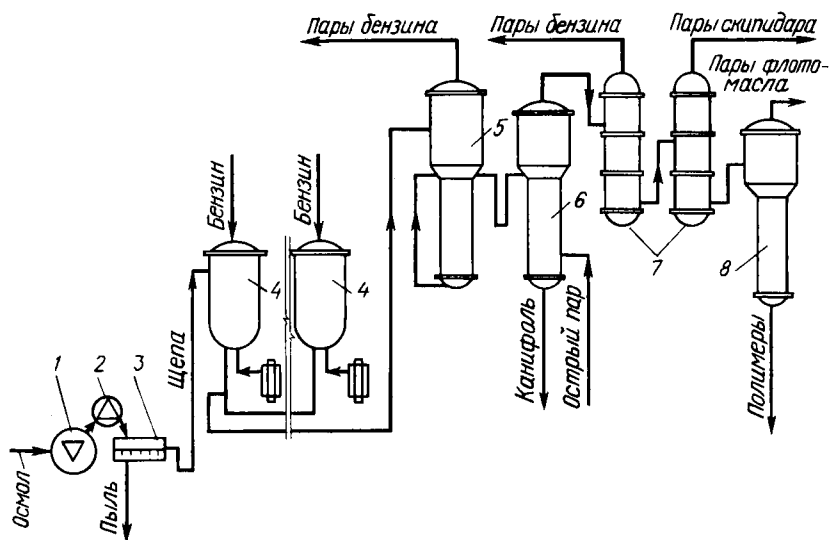 Пары бензина
Пары бензина
Пары скипидара
Пары флото-
масла
5
6
7
8
Бензин
Бензин
4
4
Щепа
1
2
3
Осмол
Пыль
Канифоль
Острый пар
Полимеры